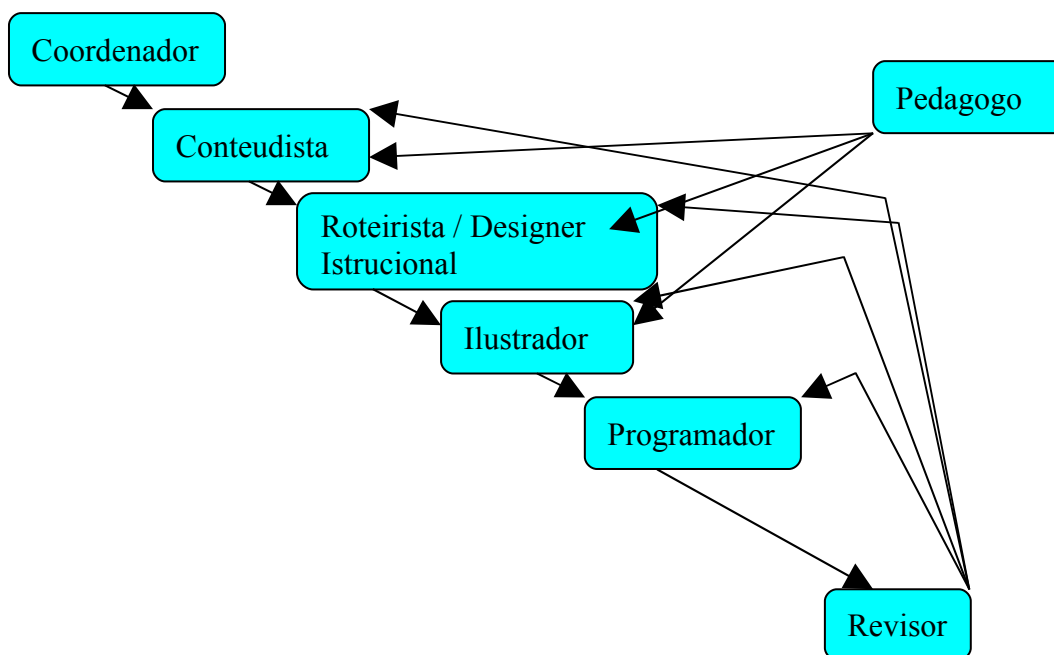 Coordenador
Pedagogo
Conteudista
Roteirista / Designer
Istrucional
Ilustrador
Programador
Revisor